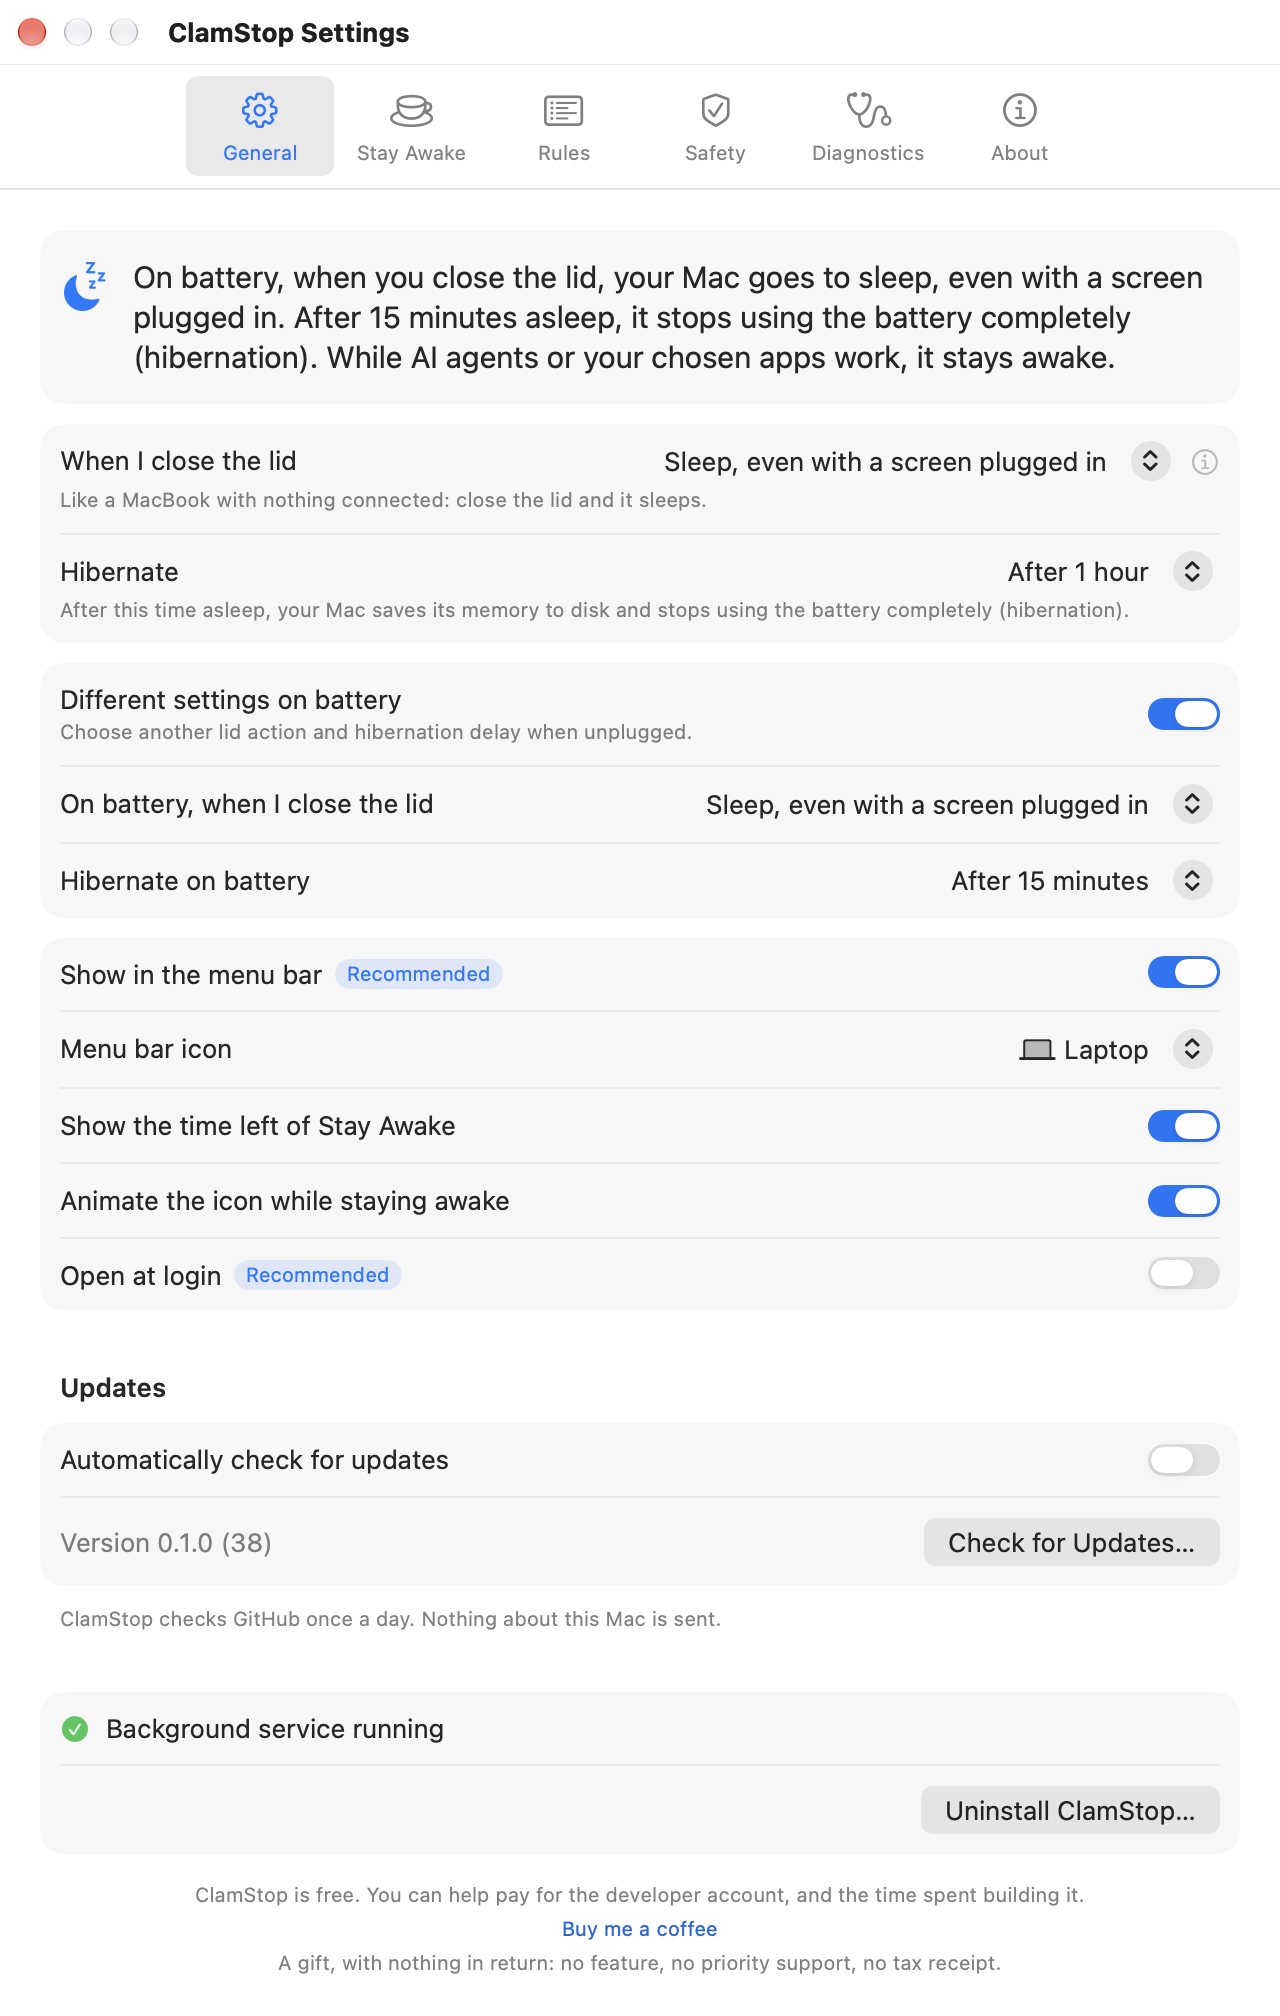 ClamStop Settings
General
Stay Awake
Rules
Safety
Diagnostics
About
On battery, when you close the lid, your Mac goes to sleep, even with a screen
plugged in. After 15 minutes asleep, it stops using the battery completely
(hibernation). While AI agents or your chosen apps work, it stays awake.
When I close the lid
Sleep, even with a screen plugged in
Like a MacBook with nothing connected: close the lid and it sleeps.
Hibernate
After 1 hour
After this time asleep, your Mac saves its memory to disk and stops using the battery completely (hibernation).
Different settings on battery
Choose another lid action and hibernation delay when unplugged.
On battery, when I close the lid
Sleep, even with a screen plugged in
Hibernate on battery
After 15 minutes
Show in the menu bar
Recommended
Menu bar icon
Laptop
Show the time left of Stay Awake
Animate the icon while staying awake
Open at login
Recommended
Updates
Automatically check for updates
Version 0.1.0 (38)
Check for Updates...
ClamStop checks GitHub once a day. Nothing about this Mac is sent.
Background service running
Uninstall ClamStop...
ClamStop is free. You can help pay for the developer account, and the time spent building it.
Buy me a coffee
A gift, with nothing in return: no feature, no priority support, no tax receipt.